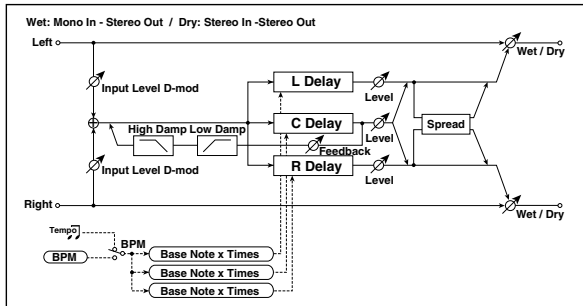 Wet: Mono In - Stereo Out / Dry: Stereo In -Stereo Out
Left
Wet / Dry
Input Level D-mod
L Delay
Level
High Damp Low Damp
C Delay
Level
Spread
Feedback
Input Level D-mod
R Delay
Level
Right
Wet / Dry
Tempo
BPM
BPM
Base Note x Times
Base Note x Times
Base Note x Times